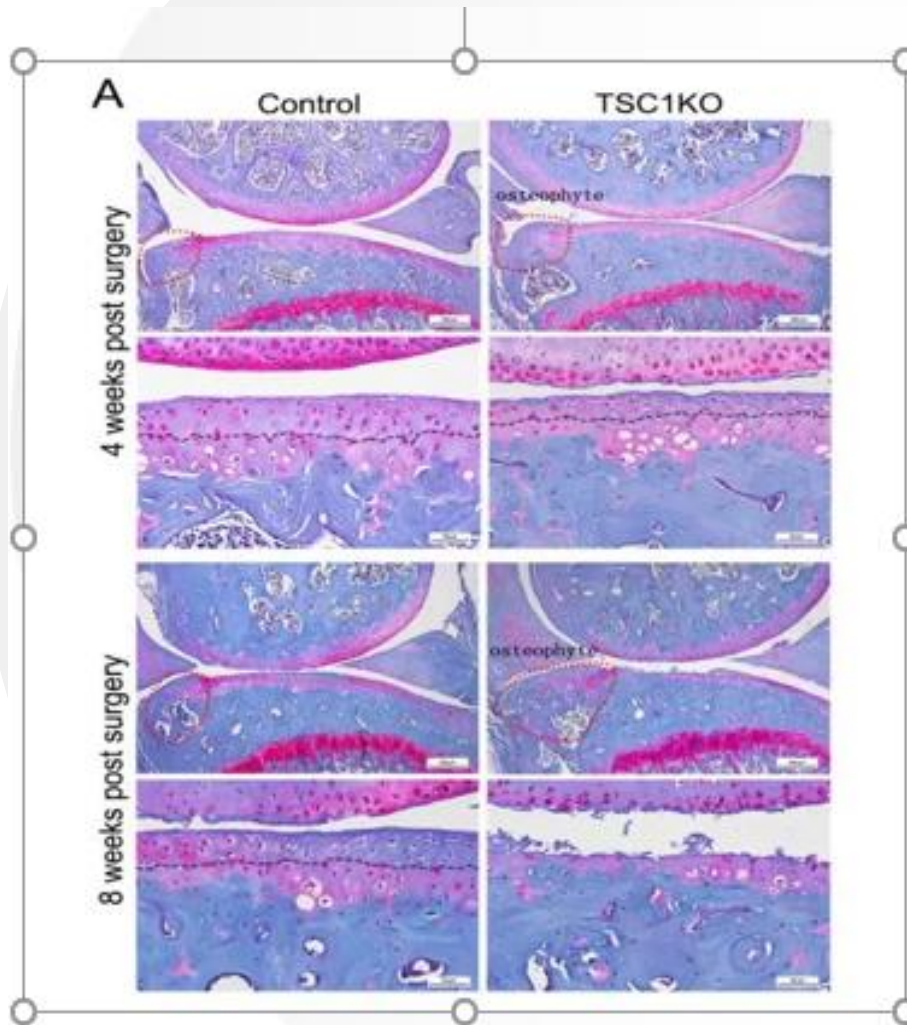 A
Control
TSC1KO
4 weeks post surgery
osteophyte
8 weeks post surgery
osteophyte